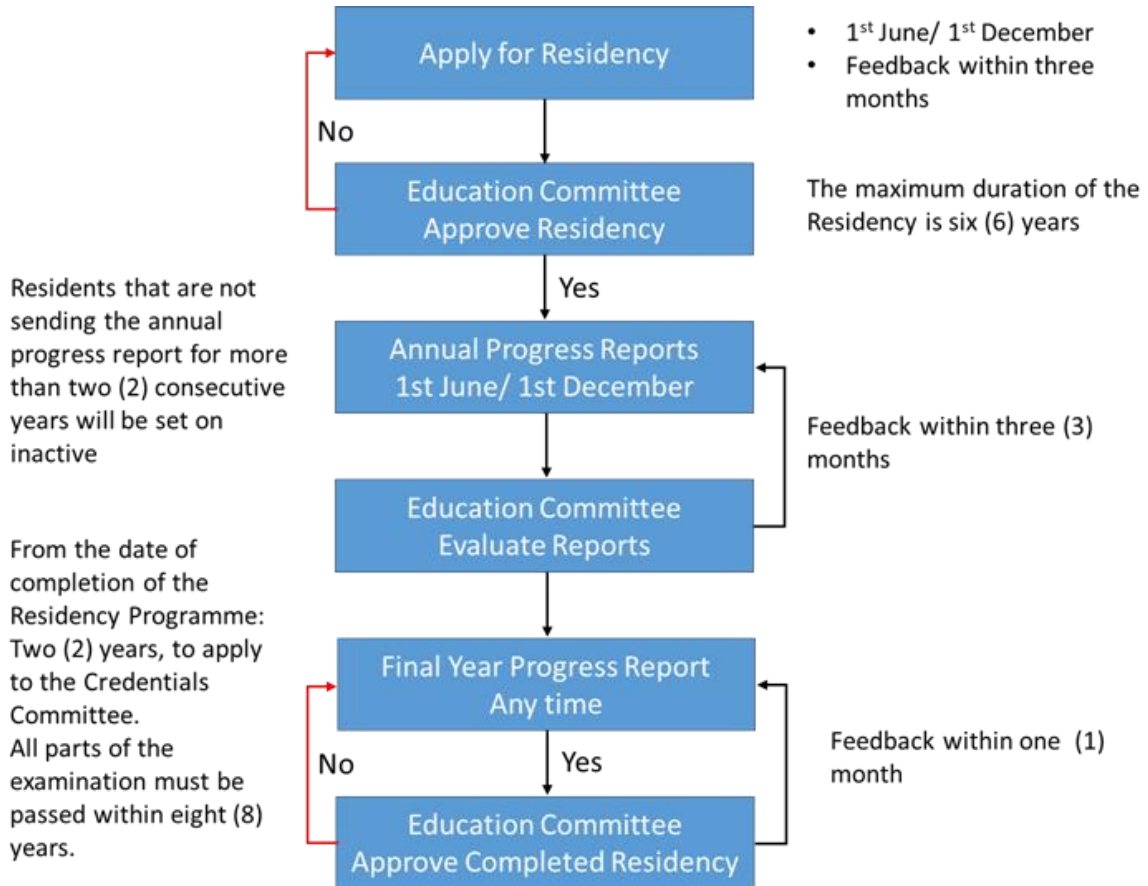 Apply for Residency
• 1st June/ 1st December
• Feedback within three
months
No
Education Committee
Approve Residency
The maximum duration of the
Residency is six (6) years
Yes
Residents that are not
sending the annual
progress report for more
than two (2) consecutive
years will be set on
inactive
Annual Progress Reports
1st June/ 1st December
Feedback within three (3)
months
Education Committee
Evaluate Reports
From the date of
completion of the
Residency Programme:
Two (2) years, to apply
to the Credentials
Committee.
All parts of the
examination must be
passed within eight (8)
years.
Final Year Progress Report
Any time
No
Yes
Feedback within one (1)
month
Education Committee
Approve Completed Residency